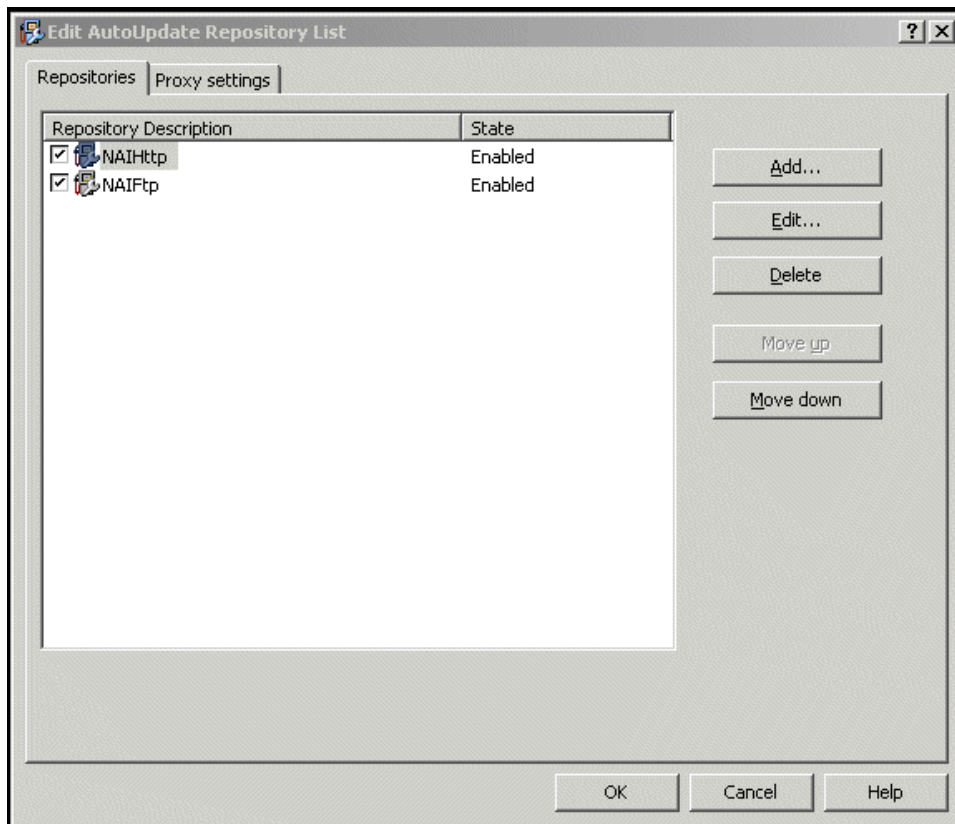 Edit AutoUpdate Repository List
Repositories
Proxy settings
Repository Description
State
NAIHttp
Enabled
NAIFtp
Enabled
Add...
Edit...
Delete
Move up
Move down
OK
Cancel
Help